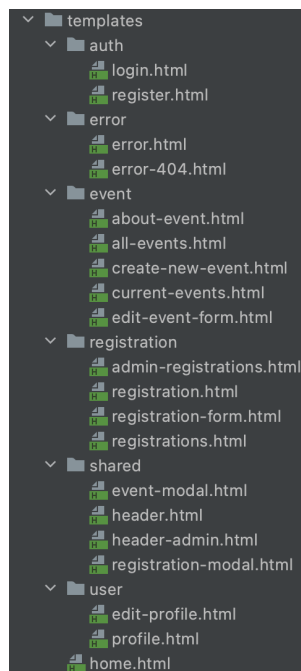 templates
auth
login.html
register.html
error
error.html
error-404.html
event
about-event.html
all-events.html
create-new-event.html
current-events.html
edit-event-form.html
registration
admin-registrations.html
registration.html
registration-form.html
registrations.html
shared
event-modal.html
header.html
header-admin.html
registration-modal.html
user
edit-profile.html
profile.html
home.html